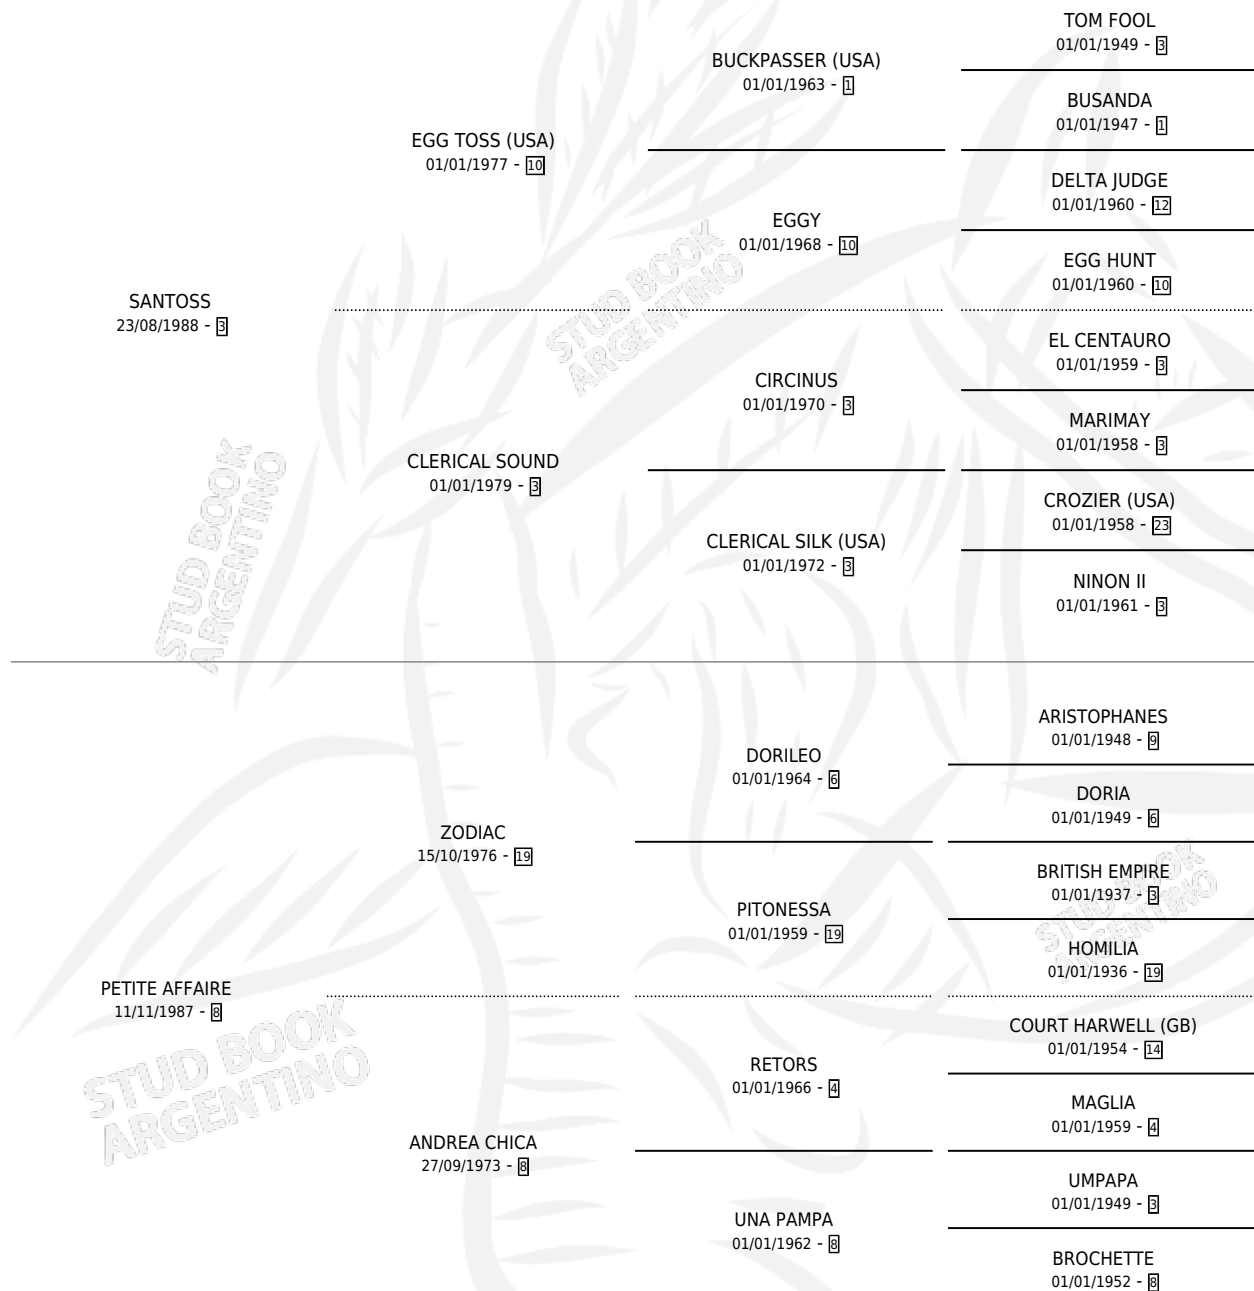 TOM FOOL
01/01/1949 - 3
BUCKPASSER (USA)
01/01/1963 - 1
BUSANDA
01/01/1947 - 1
EGG TOSS (USA)
01/01/1977 - 10
DELTA JUDGE
01/01/1960 - 12
EGGY
01/01/1968 - 10
EGG HUNT
01/01/1960 - 10
SANTOSS
23/08/1988 - 3
EL CENTAURO
01/01/1959 - 3
CIRCINUS
01/01/1970 - 3
MARIMAY
01/01/1958 - 3
CLERICAL SOUND
01/01/1979 - 3
CROZIER (USA)
01/01/1958 - 23
CLERICAL SILK (USA)
01/01/1972 - 3
NINON II
01/01/1961 - 3
ARISTOPHANES
01/01/1948 - 9
DORILEO
01/01/1964 - 6
DORIA
01/01/1949 - 6
ZODIAC
15/10/1976 - 19
BRITISH EMPIRE
01/01/1937 - 3
PITONESSA
01/01/1959 - 19
HOMILIA
01/01/1936 - 19
PETITE AFFAIRE
11/11/1987 - 8
COURT HARWELL (GB)
01/01/1954 - 14
RETORS
01/01/1966 - 4
MAGLIA
01/01/1959 - 4
ANDREA CHICA
27/09/1973 - 8
UMPAPA
01/01/1949 - 3
UNA PAMPA
01/01/1962 - 8
BROCHETTE
01/01/1952 - 8
STUD BOOK
ARGENTINO
STUD BOOK
ARGENTINO
STUD BOOK
ARGENTINO
STUD BOOK
ARGENTINO